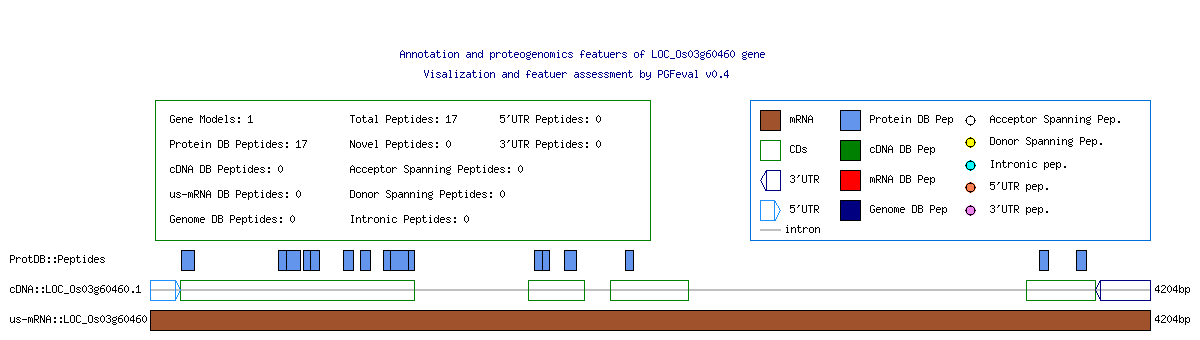 Annotation and proteogenomics featuers of LOC_Os03g60460 gene
Visalization and featuer assessment by PGFeval v0.4
Gene Models: 1 Total Peptides: 17 5'UTR Peptides: 0
Protein DB Peptides: 17 Novel Peptides: 0 3'UTR Peptides: 0
cDNA DB Peptides: 0 Acceptor Spanning Peptides: 0
us-mRNA DB Peptides: 0 Donor Spanning Peptides: 0
Genome DB Peptides: 0 Intronic Peptides: 0
mRNA Protein DB Pep Acceptor Spanning Pep.
CDs cDNA DB Pep Donor Spanning Pep.
3'UTR mRNA DB Pep Intronic pep.
5'UTR Genome DB Pep 5'UTR pep.
intron 3'UTR pep.
ProtDB::Peptides
cDNA::LOC_Os03g60460.1 4204bp
us-mRNA::LOC_Os03g60460 4204bp